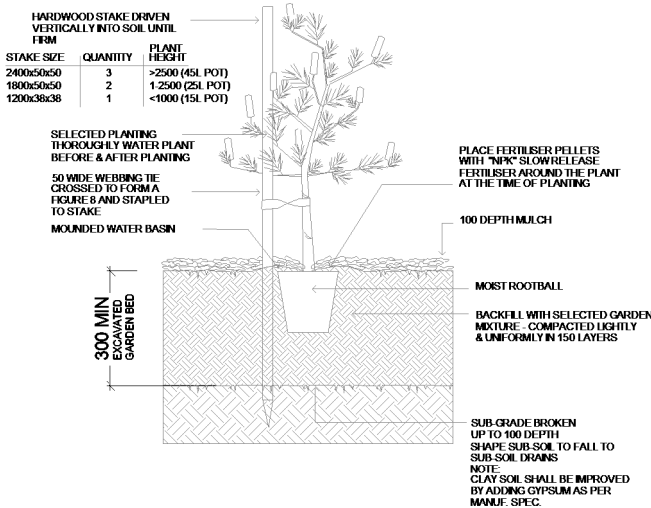 HARDWOOD STAKE DRIVEN
VERTICALLY INTO SOIL UNTIL
FIRM
STAKE SIZE QUANTITY PLANT HEIGHT
2400x50x50 3 >2500 (45L POT)
1800x50x50 2 1-2500 (25L POT)
1200x38x38 1 <1000 (15L POT)
SELECTED PLANTING
THOROUGHLY WATER PLANT
BEFORE & AFTER PLANTING
50 WIDE WEBBING TIE
CROSSED TO FORM A
FIGURE 8 AND STAPLED
TO STAKE
MOUNDED WATER BASIN
300 MIN
EXCAVATED
GARDEN BED
PLACE FERTILISER PELLETS
WITH "NPK" SLOW RELEASE
FERTILISER AROUND THE PLANT
AT THE TIME OF PLANTING
100 DEPTH MULCH
MOIST ROOTBALL
BACKFILL WITH SELECTED GARDEN
MIXTURE - COMPACTED LIGHTLY
& UNIFORMLY IN 150 LAYERS
SUB-GRADE BROKEN
UP TO 100 DEPTH
SHAPE SUB-SOIL TO FALL TO
SUB-SOIL DRAINS
NOTE:
CLAY SOIL SHALL BE IMPROVED
BY ADDING GYPSUM AS PER
MANUF. SPEC.